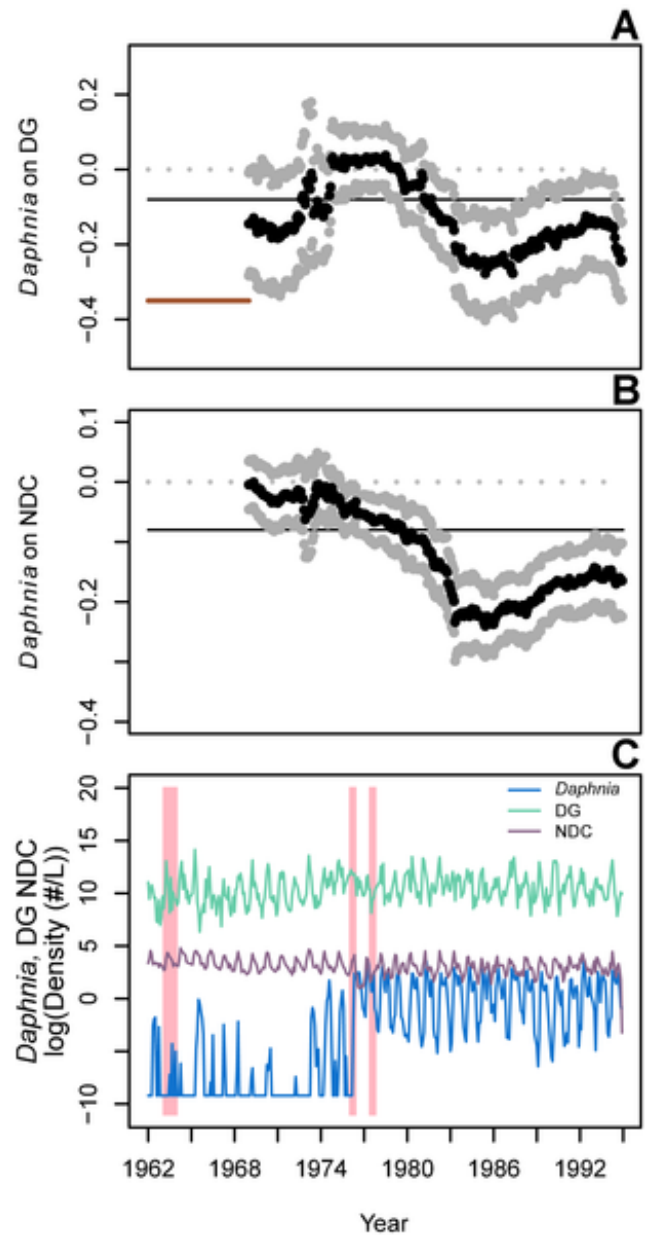 A
Daphnia on DG
0.2
0.0
−0.2
−0.4
B
Daphnia on NDC
0.1
0.0
−0.2
−0.4
C
Daphnia, DG NDC
log(Density (#/L))
20
15
10
5
0
−10
Daphnia
DG
NDC
1962 1968 1974 1980 1986 1992
Year